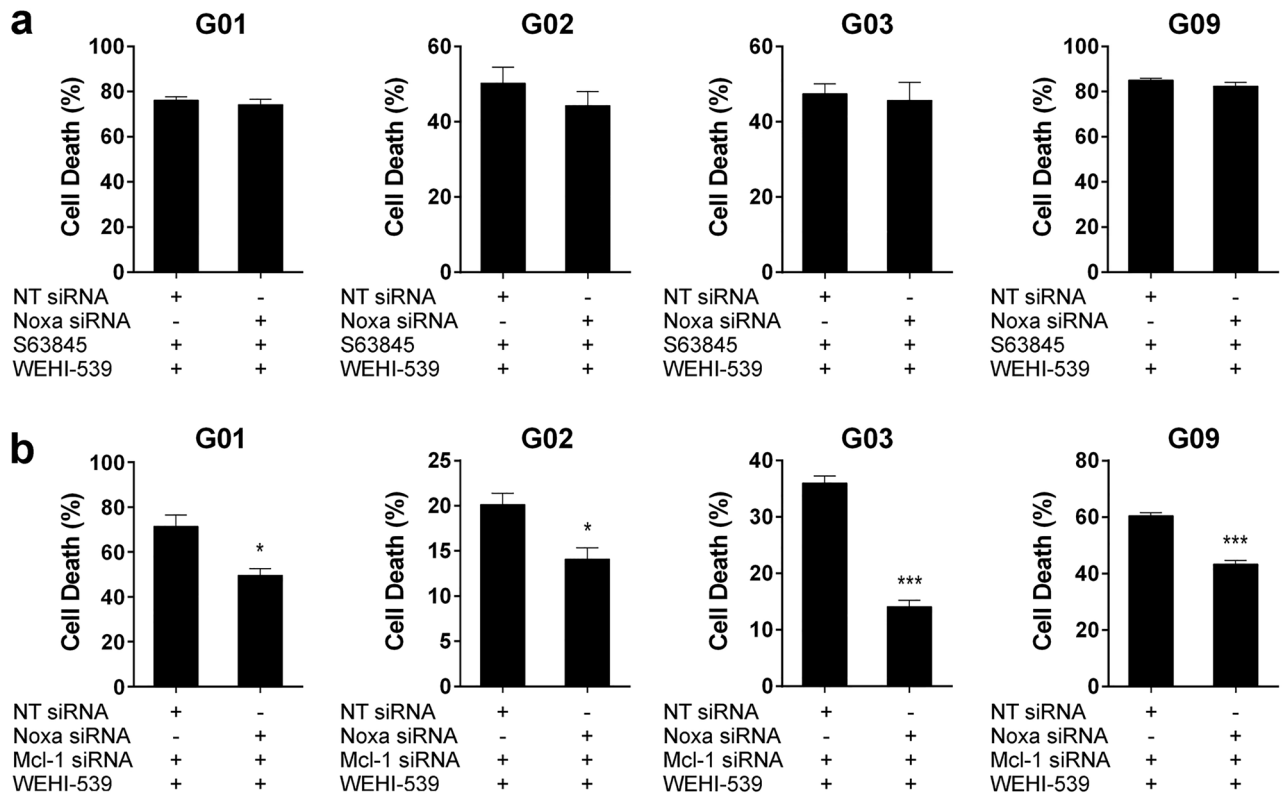 a
G01
G02
G03
G09
Cell Death (%)
100
80
60
40
20
0
Cell Death (%)
60
40
20
0
Cell Death (%)
60
40
20
0
Cell Death (%)
100
80
60
40
20
0
NT siRNA + - NT siRNA + - NT siRNA + - NT siRNA + -
Noxa siRNA - + Noxa siRNA - + Noxa siRNA - + Noxa siRNA - +
S63845 + + S63845 + + S63845 + + S63845 + +
WEHI-539 + + WEHI-539 + + WEHI-539 + + WEHI-539 + +
b
G01
G02
G03
G09
Cell Death (%)
100
80
60
40
20
0
*
Cell Death (%)
25
20
15
10
5
0
*
Cell Death (%)
40
30
20
10
0
***
Cell Death (%)
80
60
40
20
0
***
NT siRNA + - NT siRNA + - NT siRNA + - NT siRNA + -
Noxa siRNA - + Noxa siRNA - + Noxa siRNA - + Noxa siRNA - +
Mcl-1 siRNA + + Mcl-1 siRNA + + Mcl-1 siRNA + + Mcl-1 siRNA + +
WEHI-539 + + WEHI-539 + + WEHI-539 + + WEHI-539 + +